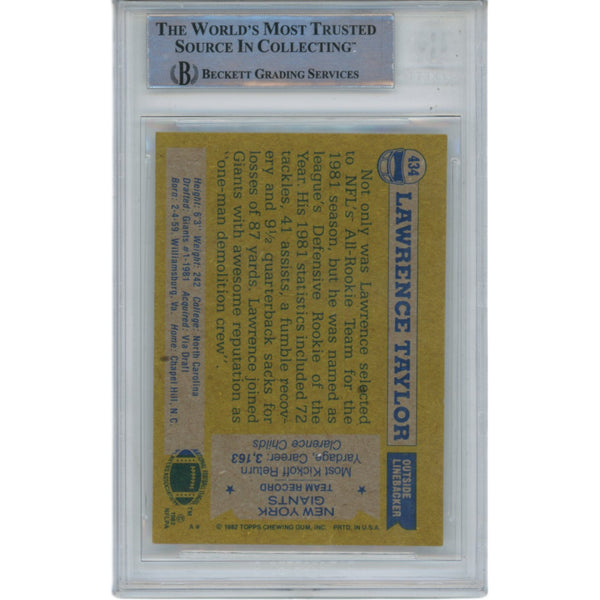 THE WORLD'S MOST TRUSTED
SOURCE IN COLLECTING™
B BECKETT GRADING SERVICES
434
LAWRENCE TAYLOR
OUTSIDE
LINEBACKER
Not only was Lawrence selected
to NFL's All-Rookie Team for the
1981 season, but he was named as
league's Defensive Rookie of the
Year. His 1981 statistics included 72
tackles, 41 assists, a fumble recov-
ery and 9½ quarterback sacks for
losses of 87 yards. Lawrence joined
Giants with awesome reputation as
"one-man demolition crew".
Height: 6'3" Weight: 242 College: North Carolina
Drafted: Giants #1-1981 Acquired: Via Draft
Born: 2-4-59, Williamsburg, Va. Home: Chapel Hill, N.C.
NEW YORK
GIANTS
TEAM RECORD
Most Kickoff Return
Yardage, Career: 3,163
Clarence Childs
TM
©
1982
NFLPA
A*
© 1982 TOPPS CHEWING GUM, INC. PRTD. IN U.S.A.